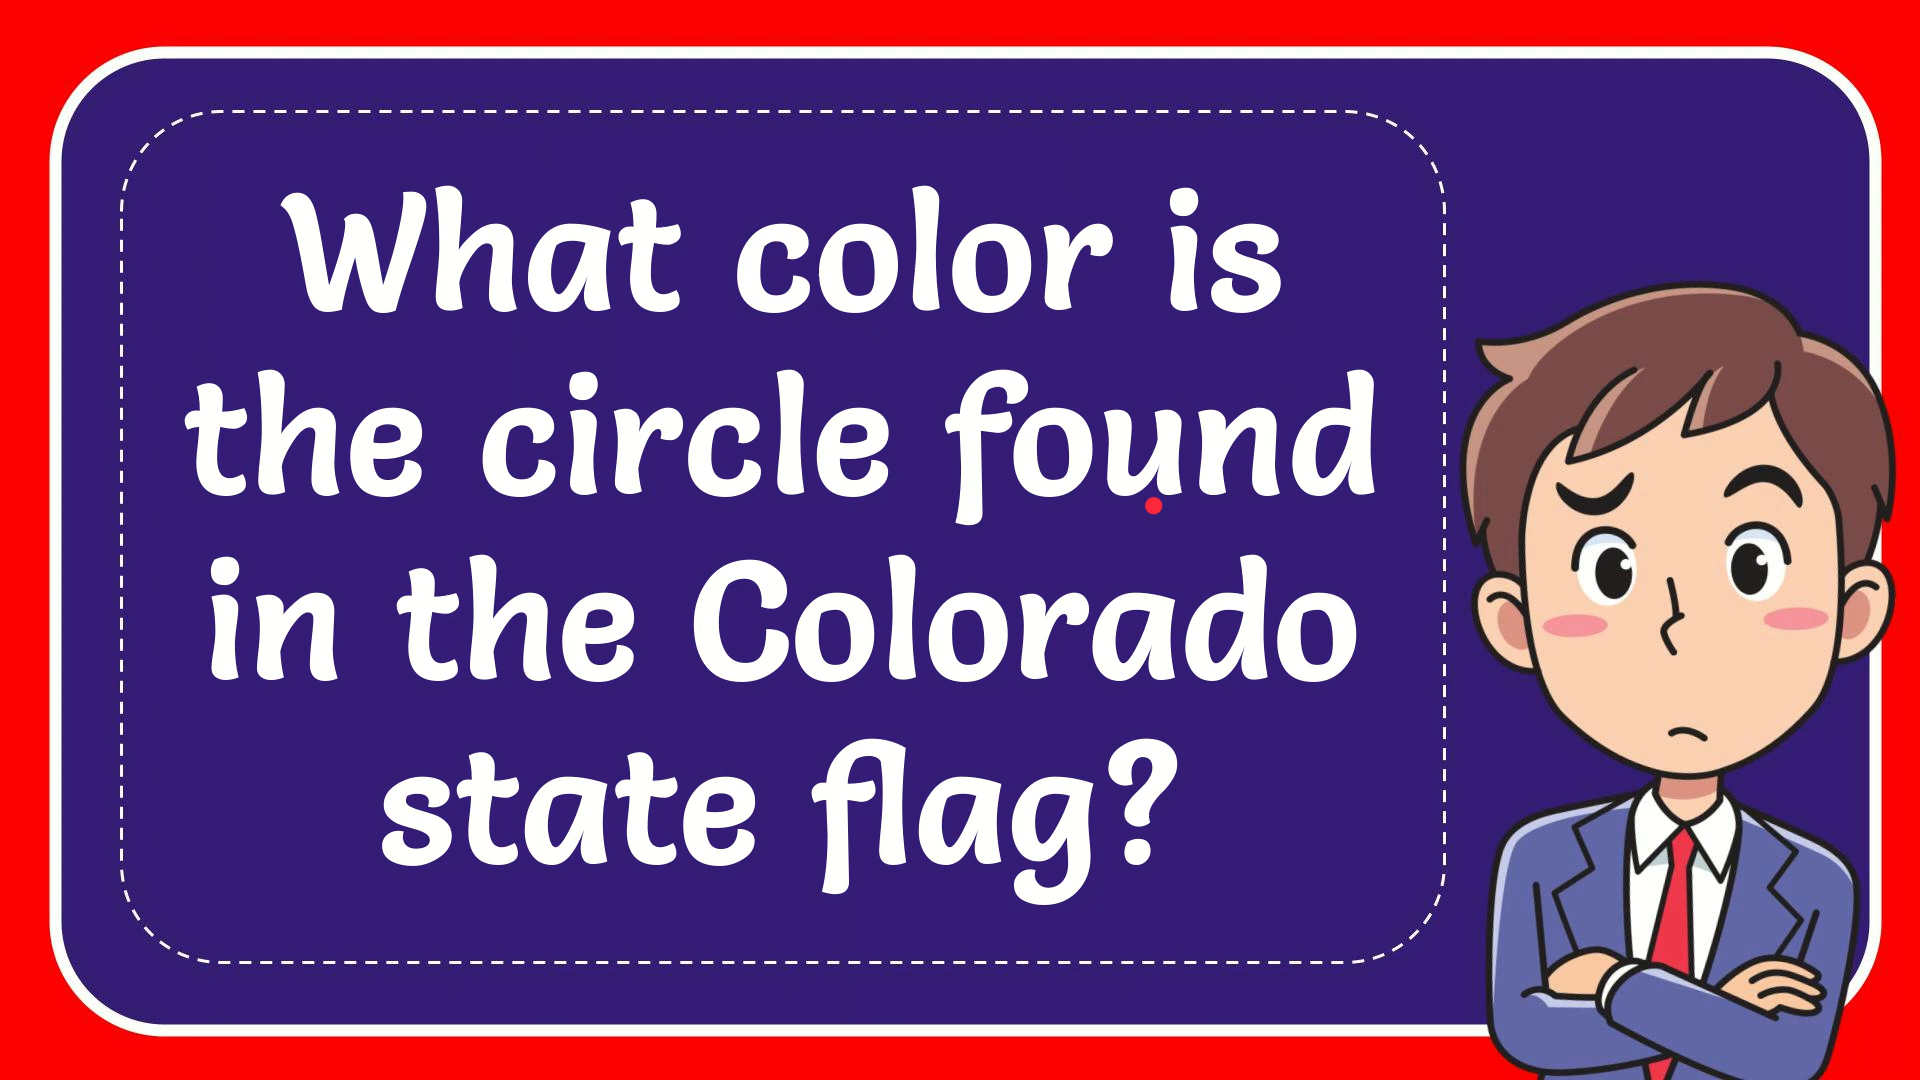 What color is
the circle found
in the Colorado
state flag?